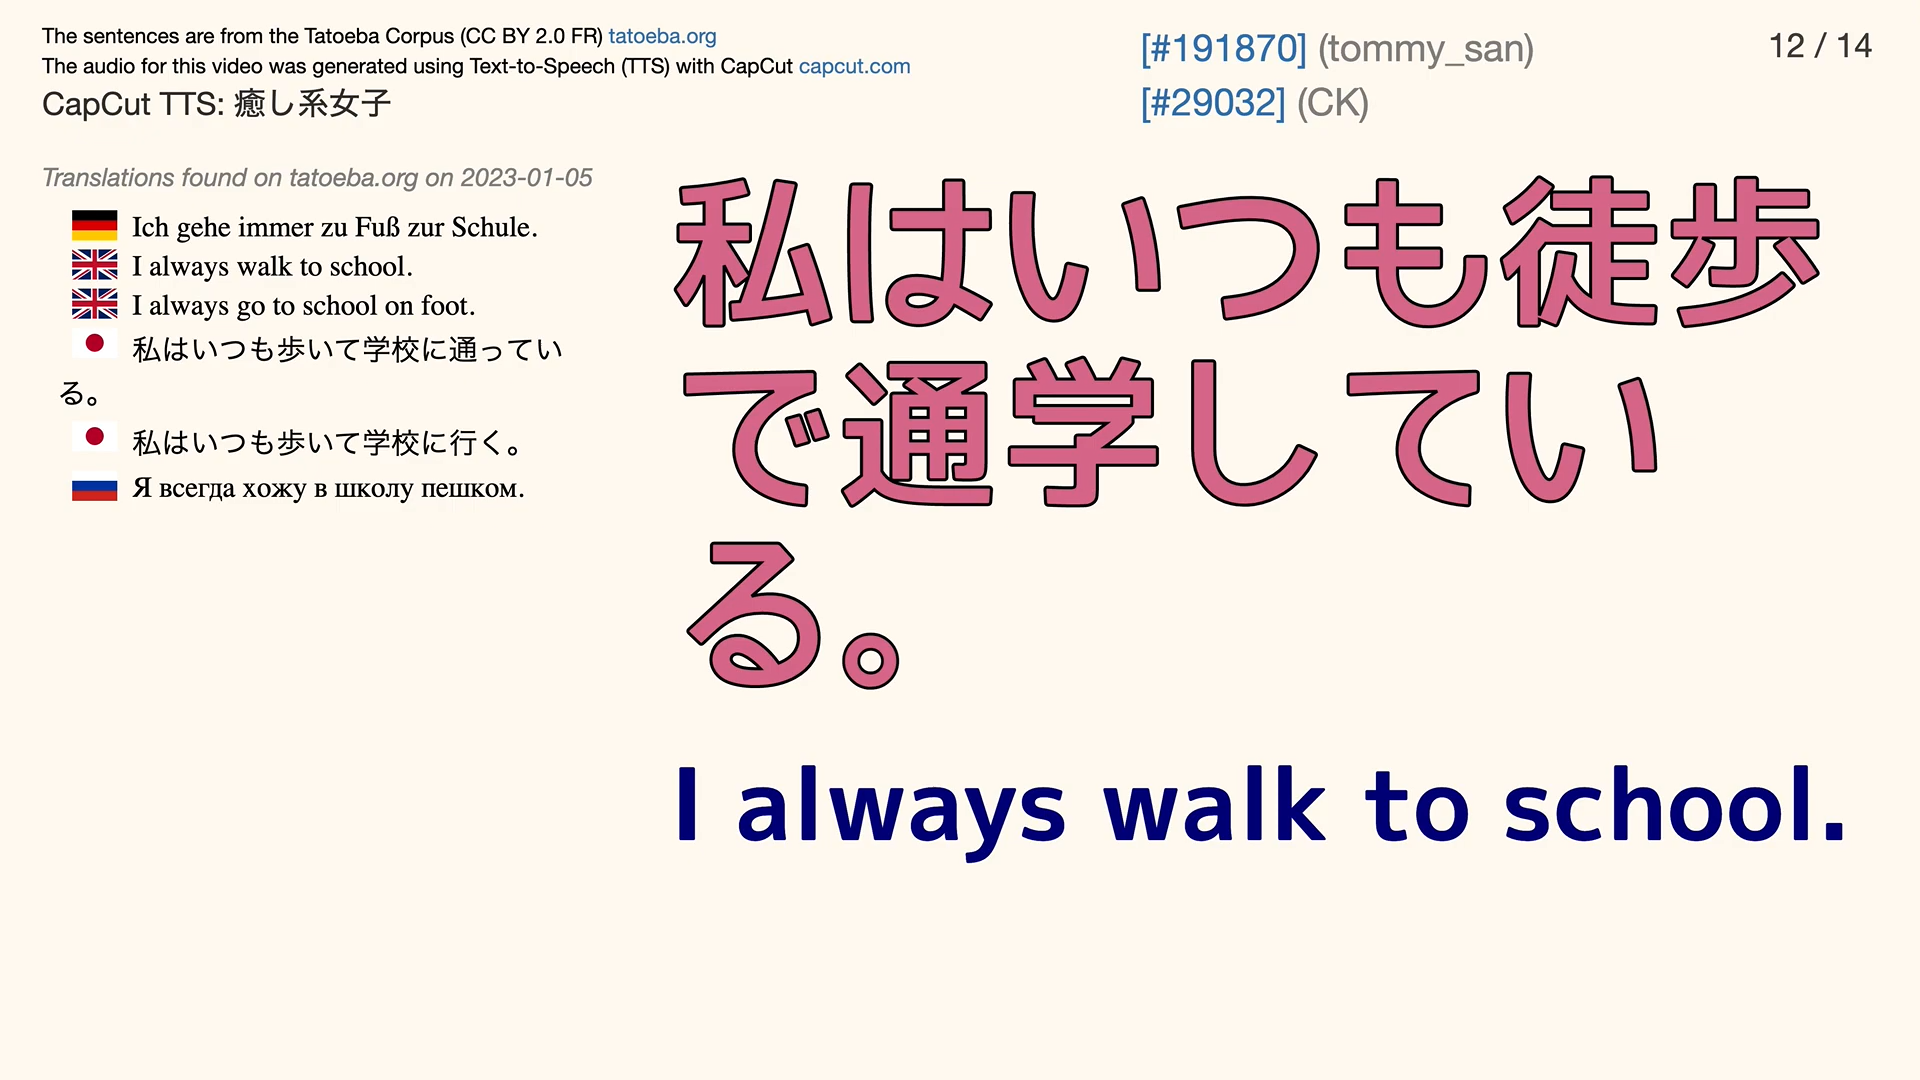 The sentences are from the Tatoeba Corpus (CC BY 2.0 FR) tatoeba.org
The audio for this video was generated using Text-to-Speech (TTS) with CapCut capcut.com
CapCut TTS: 癒し系女子
[#191870] (tommy_san)
[#29032] (CK)
12 / 14
Translations found on tatoeba.org on 2023-01-05
Ich gehe immer zu Fuß zur Schule.
I always walk to school.
I always go to school on foot.
私はいつも歩いて学校に通ってい
る。
私はいつも歩いて学校に行く。
Я всегда хожу в школу пешком.
私はいつも徒歩
で通学してい
る。
I always walk to school.